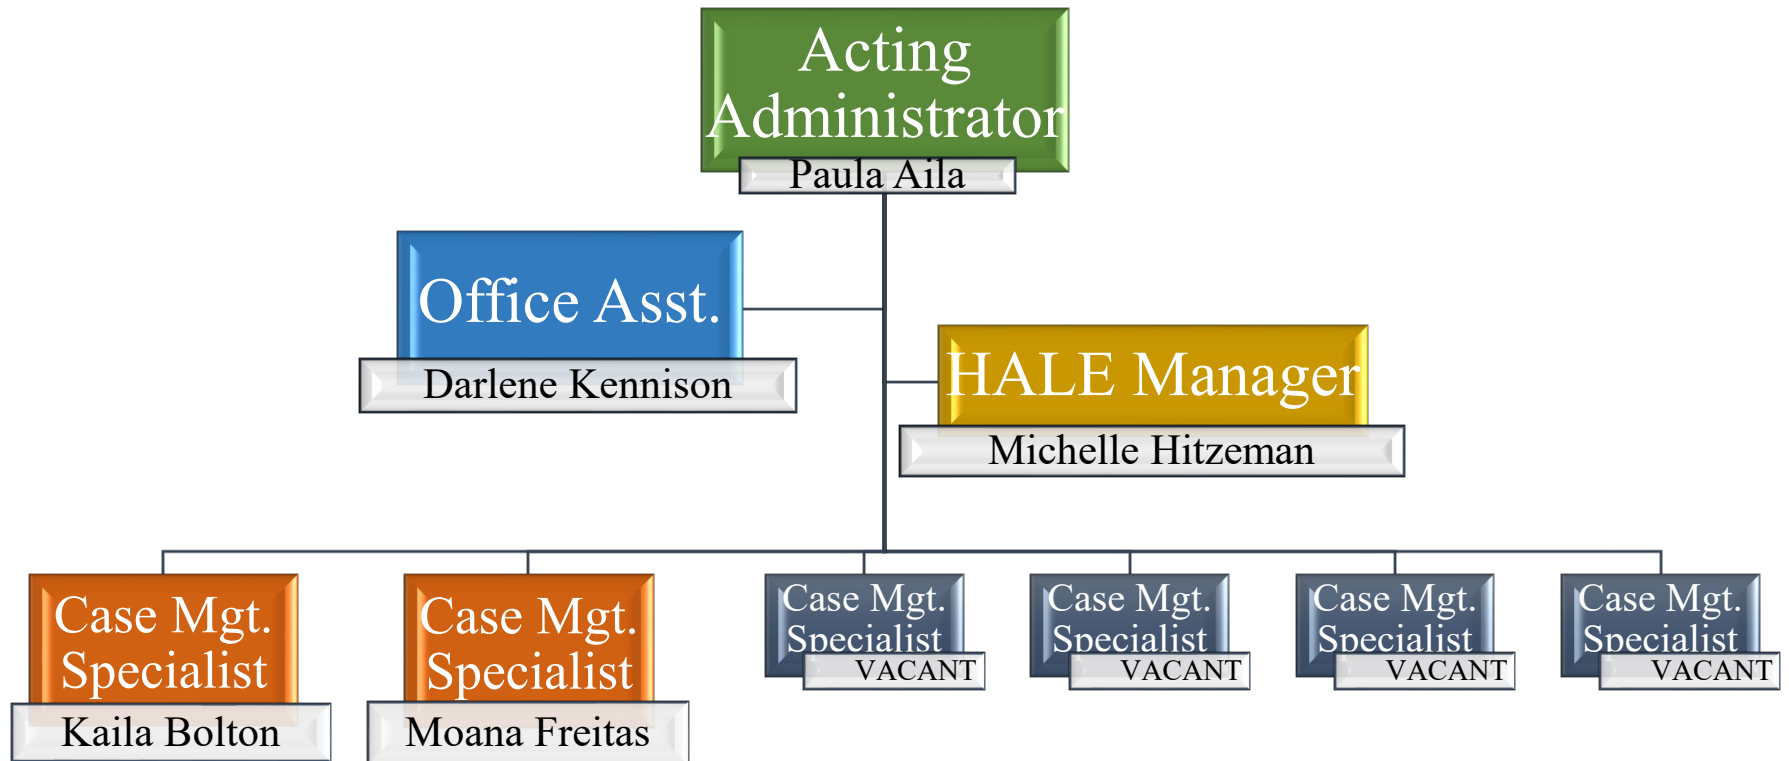 Acting
Administrator
Paula Aila
Office Asst.
Darlene Kennison
HALE Manager
Michelle Hitzeman
Case Mgt.
Specialist
Kaila Bolton
Case Mgt.
Specialist
Moana Freitas
Case Mgt.
Specialist
VACANT
Case Mgt.
Specialist
VACANT
Case Mgt.
Specialist
VACANT
Case Mgt.
Specialist
VACANT